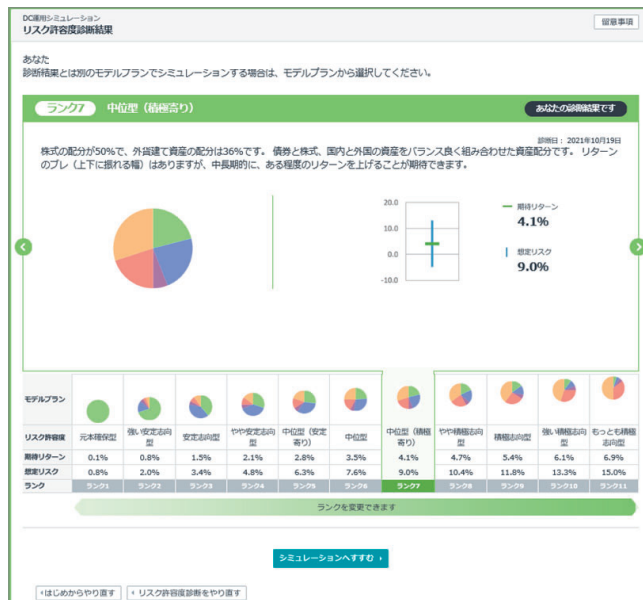 DC運用シミュレーション
リスク許容度診断結果
留意事項
あなた
診断結果とは別のモデルプランでシミュレーションする場合は、モデルプランから選択してください。
ランク7 中位型（積極寄り） あなたの診断結果です
診断日： 2021年10月19日
株式の配分が50%で、外貨建て資産の配分は36%です。 債券と株式、国内と外国の資産をバランス良く組み合わせた資産配分です。 リターン
のブレ（上下に振れる幅）はありますが、中長期的に、ある程度のリターンを上げることが期待できます。
20.0
10.0
0.0
-10.0
期待リターン
4.1%
想定リスク
9.0%
モデルプラン
リスク許容度 元本確保型 強い安定志向型 安定志向型 やや安定志向型 中位型（安定寄り） 中位型 中位型（積極寄り） やや積極志向型 積極志向型 強い積極志向型 もっとも積極志向型
期待リターン 0.1% 0.8% 1.5% 2.1% 2.8% 3.5% 4.1% 4.7% 5.4% 6.1% 6.9%
想定リスク 0.8% 2.0% 3.4% 4.8% 6.3% 7.6% 9.0% 10.4% 11.8% 13.3% 15.0%
ランク ランク1 ランク2 ランク3 ランク4 ランク5 ランク6 ランク7 ランク8 ランク9 ランク10 ランク11
ランクを変更できます
シミュレーションへすすむ
はじめからやり直す リスク許容度診断をやり直す